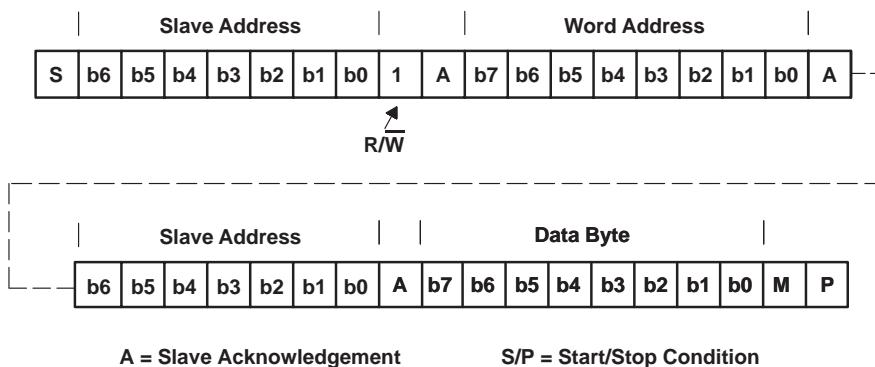 Slave Address Word Address
S b6 b5 b4 b3 b2 b1 b0 1 A b7 b6 b5 b4 b3 b2 b1 b0 A
R/W̅
Slave Address Data Byte
b6 b5 b4 b3 b2 b1 b0 A b7 b6 b5 b4 b3 b2 b1 b0 M P
A = Slave Acknowledgement S/P = Start/Stop Condition